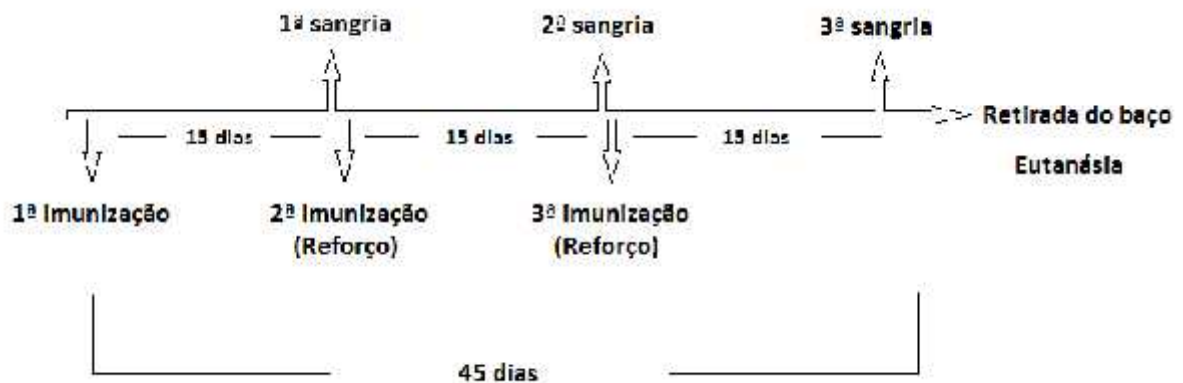 1ª sangria 2ª sangria 3ª sangria
15 dias 15 dias 15 dias
Retirada do baço
Eutanásia
1ª Imunização 2ª Imunização 3ª Imunização
(Reforço) (Reforço)
45 dias